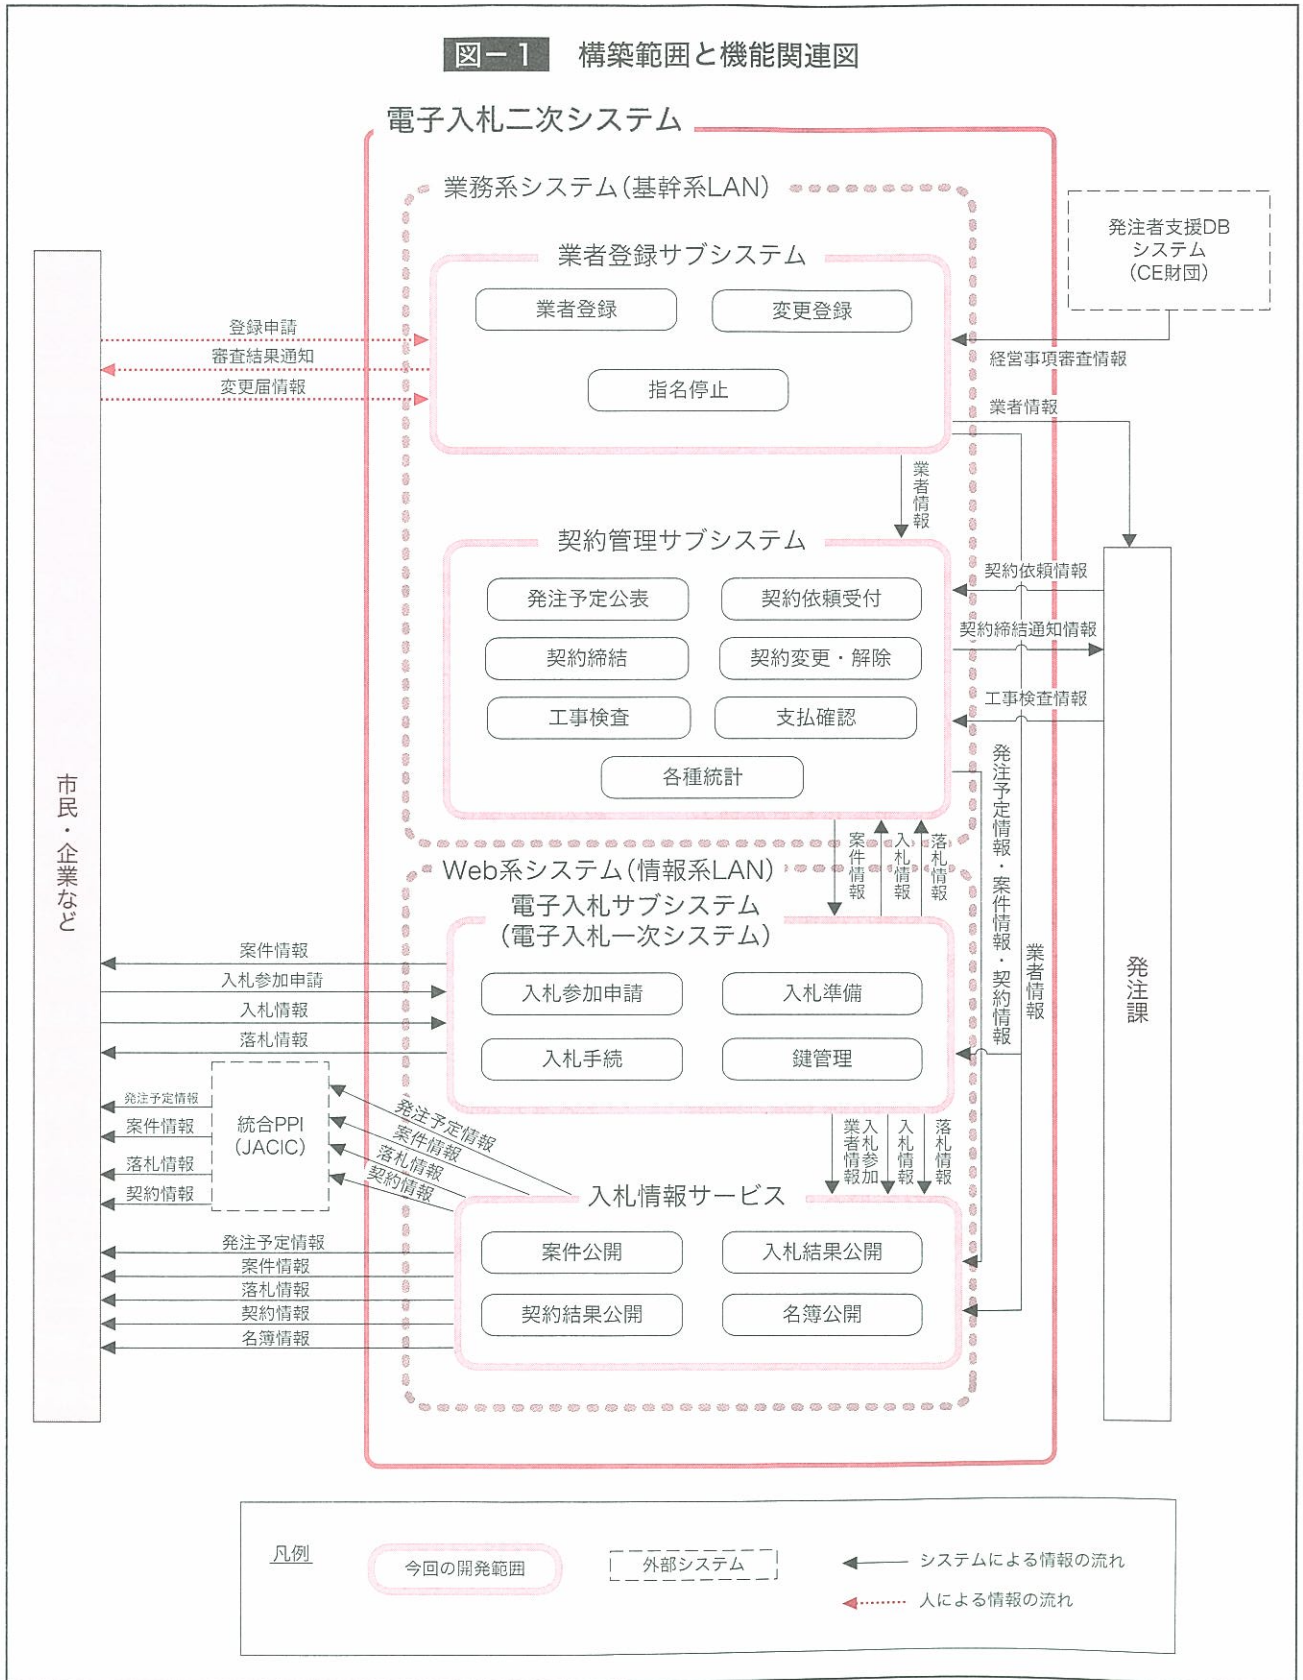 図－1 構築範囲と機能関連図
電子入札二次システム
業務系システム（基幹系LAN）
発注者支援DB
システム
（CE財団）
業者登録サブシステム
業者登録
変更登録
指名停止
登録申請
審査結果通知
変更届情報
経営事項審査情報
業者情報
業者情報
契約管理サブシステム
発注予定公表
契約依頼受付
契約締結
契約変更・解除
工事検査
支払確認
各種統計
契約依頼情報
契約締結通知情報
工事検査情報
発注予定情報・案件情報・契約情報
業者情報
市民・企業など
発注課
案件情報
入札情報
落札情報
Web系システム（情報系LAN）
電子入札サブシステム
（電子入札一次システム）
入札参加申請
入札準備
入札手続
鍵管理
案件情報
入札参加申請
入札情報
落札情報
統合PPI
（JACIC）
発注予定情報
案件情報
落札情報
契約情報
発注予定情報
案件情報
落札情報
契約情報
入札参加
業者情報
入札情報
落札情報
入札情報サービス
案件公開
入札結果公開
契約結果公開
名簿公開
発注予定情報
案件情報
落札情報
契約情報
名簿情報
凡例
今回の開発範囲
外部システム
システムによる情報の流れ
人による情報の流れ